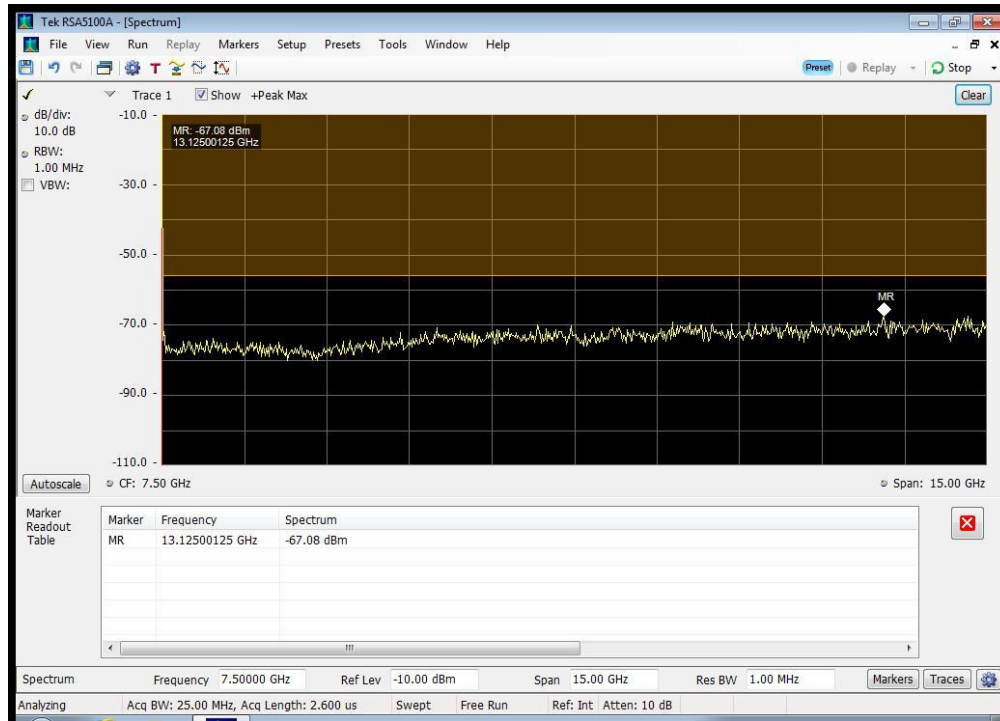 Tek RSA5100A - [Spectrum]
File View Run Replay Markers Setup Presets Tools Window Help
T Preset Replay Stop
Trace 1 Show +Peak Max Clear
dB/div:
10.0 dB
RBW:
1.00 MHz
VBW:
-10.0
-30.0
-50.0
-70.0
-90.0
-110.0
MR: -67.08 dBm
13.12500125 GHz
MR
Autoscale CF: 7.50 GHz Span: 15.00 GHz
Marker
Readout
Table
Marker Frequency Spectrum
MR 13.12500125 GHz -67.08 dBm
Spectrum Frequency 7.50000 GHz Ref Lev -10.00 dBm Span 15.00 GHz Res BW 1.00 MHz Markers Traces
Analyzing Acq BW: 25.00 MHz, Acq Length: 2.600 us Swept Free Run Ref: Int Atten: 10 dB